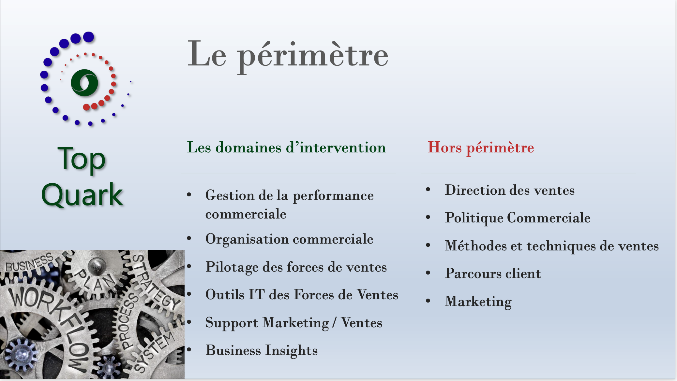 Le périmètre
Top
Quark
Les domaines d'intervention
• Gestion de la performance
commerciale
• Organisation commerciale
• Pilotage des forces de ventes
• Outils IT des Forces de Ventes
• Support Marketing / Ventes
• Business Insights
Hors périmètre
• Direction des ventes
• Politique Commerciale
• Méthodes et techniques de ventes
• Parcours client
• Marketing
BUSINESS
PLAN
STRATEGY
WORKFLOW
PROCESS
SYSTEM